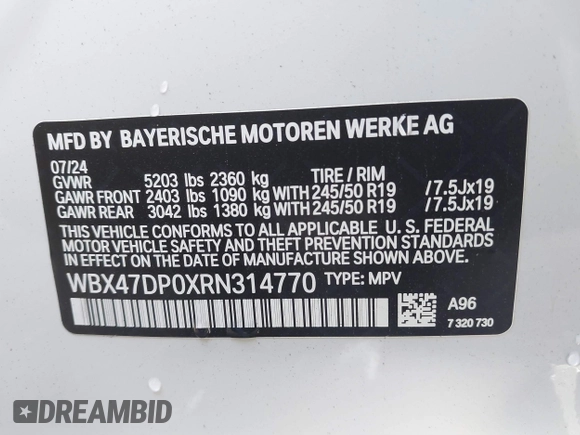 MFD BY BAYERISCHE MOTOREN WERKE AG
07/24 TIRE / RIM
GVWR 5203 lbs 2360 kg
GAWR FRONT 2403 lbs 1090 kg WITH 245/50 R19 /7.5Jx19
GAWR REAR 3042 lbs 1380 kg WITH 245/50 R19 /7.5Jx19
THIS VEHICLE CONFORMS TO ALL APPLICABLE U. S. FEDERAL
MOTOR VEHICLE SAFETY AND THEFT PREVENTION STANDARDS
IN EFFECT ON THE DATE OF MANUFACTURE SHOWN ABOVE.
WBX47DP0XRN314770 TYPE: MPV
A96
7 320 730
DREAMBID